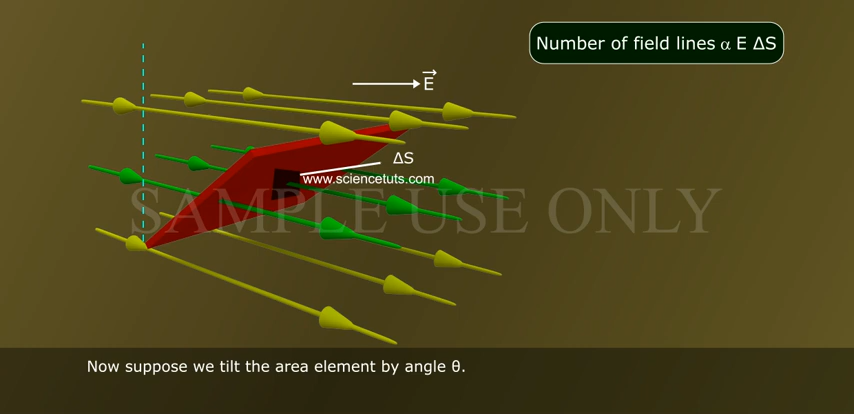 Number of field lines α E ΔS
E
ΔS
www.sciencetuts.com
SAMPLE USE ONLY
Now suppose we tilt the area element by angle θ.